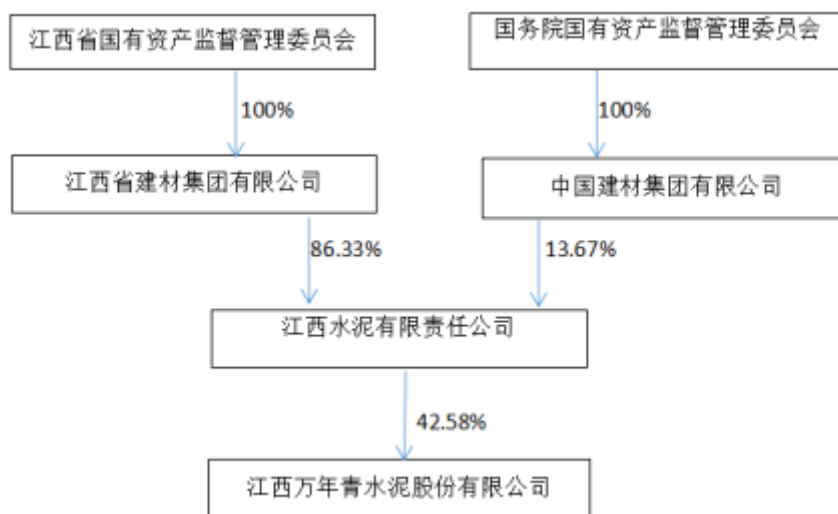 江西省国有资产监督管理委员会
国务院国有资产监督管理委员会
100%
100%
江西省建材集团有限公司
中国建材集团有限公司
86.33%
13.67%
江西水泥有限责任公司
42.58%
江西万年青水泥股份有限公司